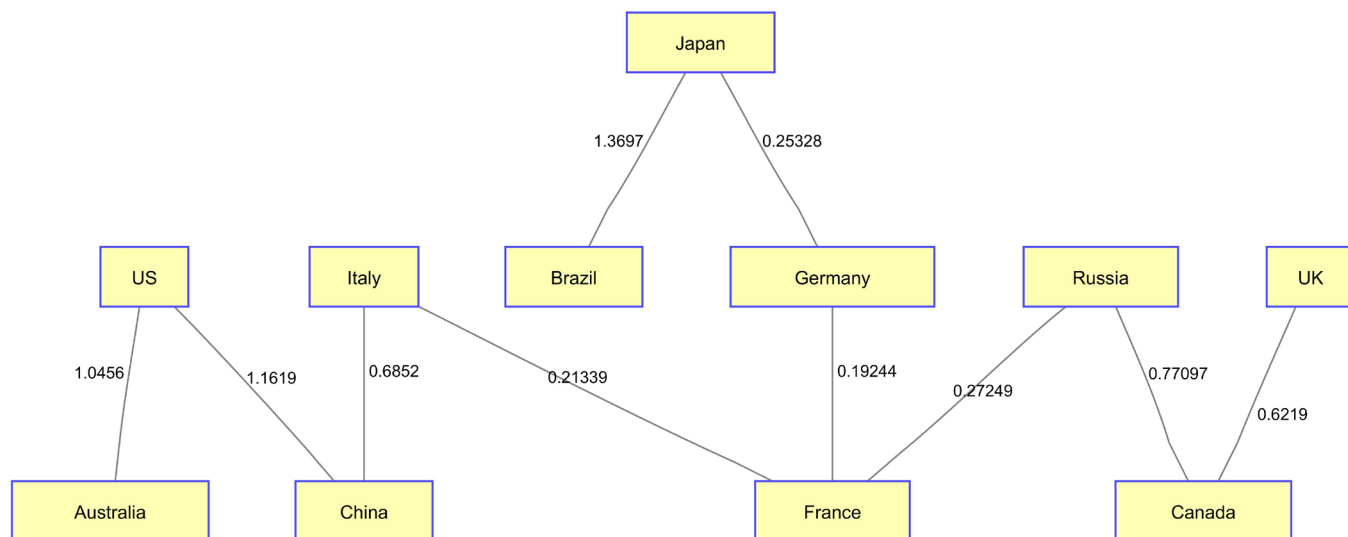 Japan
1.3697
0.25328
US
Italy
Brazil
Germany
Russia
UK
1.0456
1.1619
0.6852
0.21339
0.19244
0.27249
0.77097
0.6219
Australia
China
France
Canada